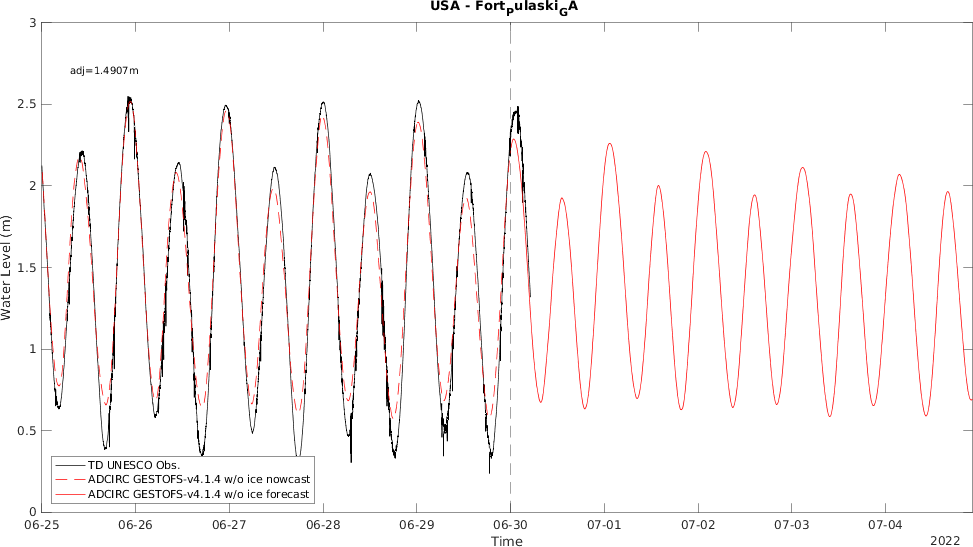 USA - FortPulaskiGA
adj=1.4907m
Water Level (m)
3
2.5
2
1.5
1
0.5
0
TD UNESCO Obs.
ADCIRC GESTOFS-v4.1.4 w/o ice nowcast
ADCIRC GESTOFS-v4.1.4 w/o ice forecast
06-25 06-26 06-27 06-28 06-29 06-30 07-01 07-02 07-03 07-04
Time
2022